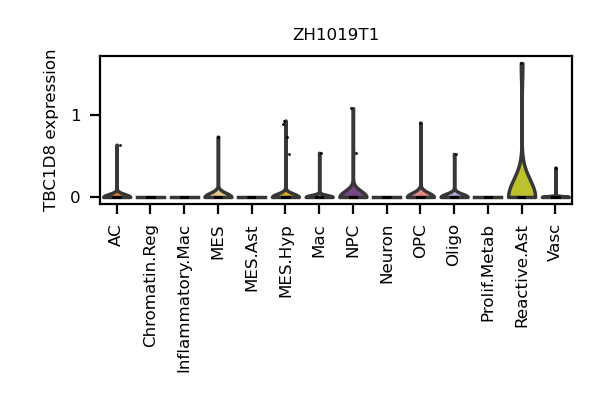 ZH1019T1
TBC1D8 expression
1
0
AC
Chromatin.Reg
Inflammatory.Mac
MES
MES.Ast
MES.Hyp
Mac
NPC
Neuron
OPC
Oligo
Prolif.Metab
Reactive.Ast
Vasc